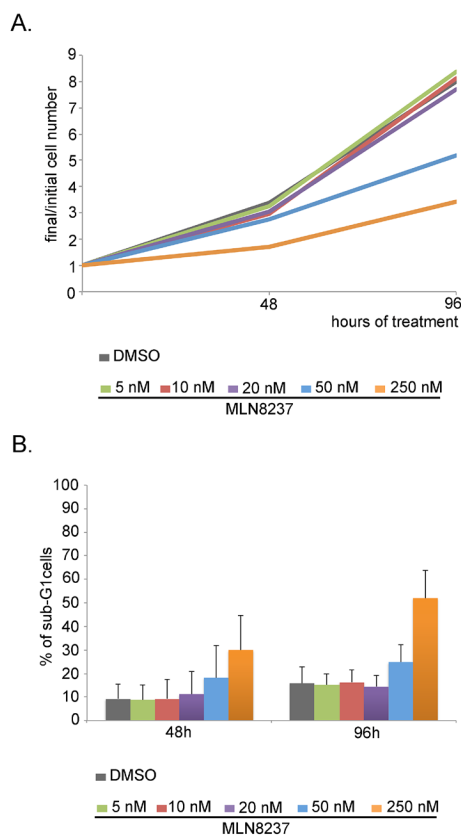 A.
final/initial cell number
9
8
7
6
5
4
3
2
1
0
48
96
hours of treatment
DMSO
5 nM 10 nM 20 nM 50 nM 250 nM
MLN8237
B.
% of sub-G1cells
100
90
80
70
60
50
40
30
20
10
0
48h
96h
DMSO
5 nM 10 nM 20 nM 50 nM 250 nM
MLN8237